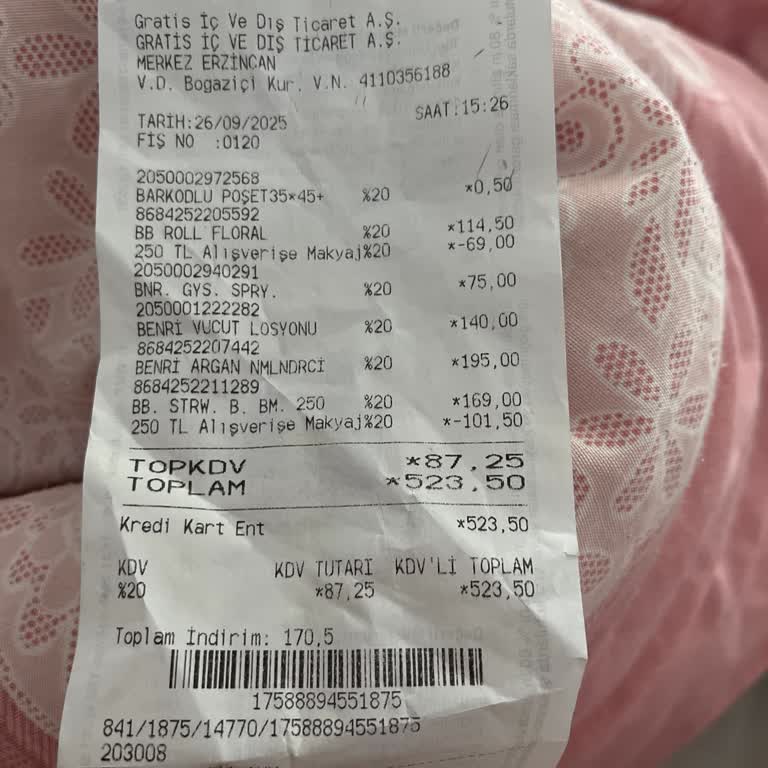 Gratis İç Ve Dış Ticaret A.Ş.
GRATİS İÇ VE DIŞ TİCARET A.Ş.
MERKEZ ERZİNCAN
V.D. Bogaziçi Kur. V.N. 4110356188
TARİH:26/09/2025 SAAT:15:26
FİŞ NO :0120
2050002972568
BARKODLU POŞET35*45+ %20 *0,50
8684252205592
BB ROLL FLORAL %20 *114,50
250 TL Alışverişe Makyaj%20 *-69,00
2050002940291
BNR. GYS. SPRY. %20 *75,00
2050001222282
BENRİ VUCUT LOSYONU %20 *140,00
8684252207442
BENRİ ARGAN NMLNDRCİ %20 *195,00
8684252211289
BB. STRW. B. BM. 250 %20 *169,00
250 TL Alışverişe Makyaj%20 *-101,50
TOPKDV *87,25
TOPLAM *523,50
Kredi Kart Ent *523,50
KDV KDV TUTARI KDV'Lİ TOPLAM
%20 *87,25 *523,50
Toplam İndirim: 170,5
17588894551875
841/1875/14770/17588894551875
203008